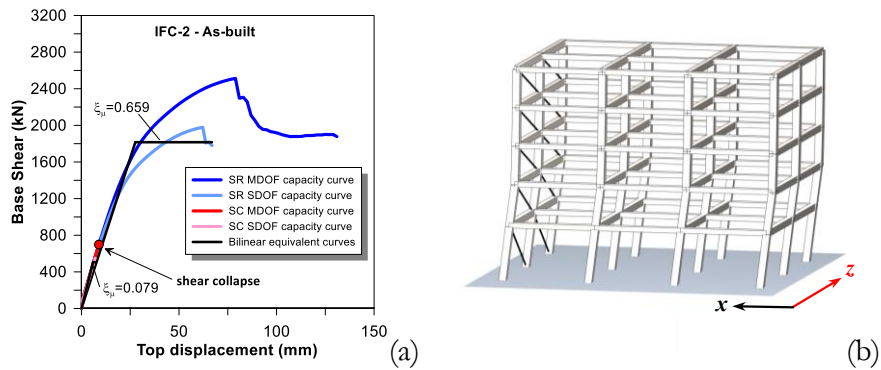 IFC-2 - As-built
Base Shear (kN)
3200
2800
2400
2000
1600
1200
800
400
0
ξμ=0.659
SR MDOF capacity curve
SR SDOF capacity curve
SC MDOF capacity curve
SC SDOF capacity curve
Bilinear equivalent curves
shear collapse
ξμ=0.079
0 50 100 150
Top displacement (mm)
(a)
x
z
(b)